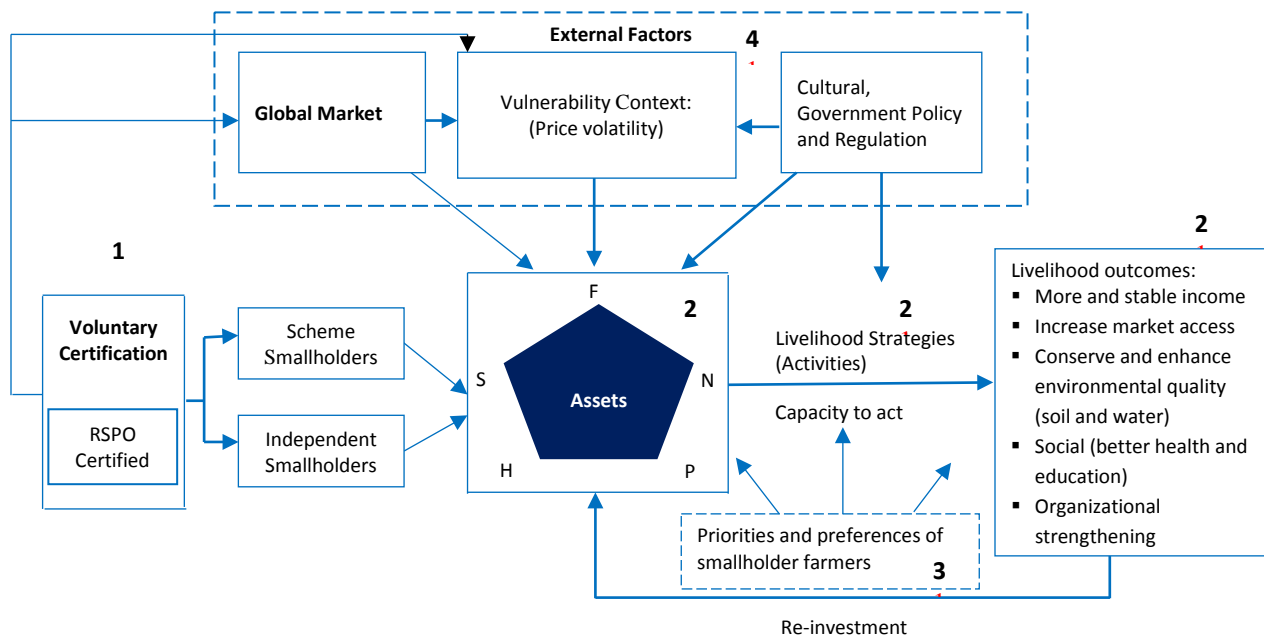 External Factors
4
Global Market
Vulnerability Context:
(Price volatility)
Cultural,
Government Policy
and Regulation
1
Voluntary
Certification
RSPO
Certified
Scheme
Smallholders
Independent
Smallholders
2
F
S
N
Assets
H
P
2
Livelihood Strategies
(Activities)
Capacity to act
Priorities and preferences of
smallholder farmers
3
2
Livelihood outcomes:
▪ More and stable income
▪ Increase market access
▪ Conserve and enhance
environmental quality
(soil and water)
▪ Social (better health and
education)
▪ Organizational
strengthening
Re-investment